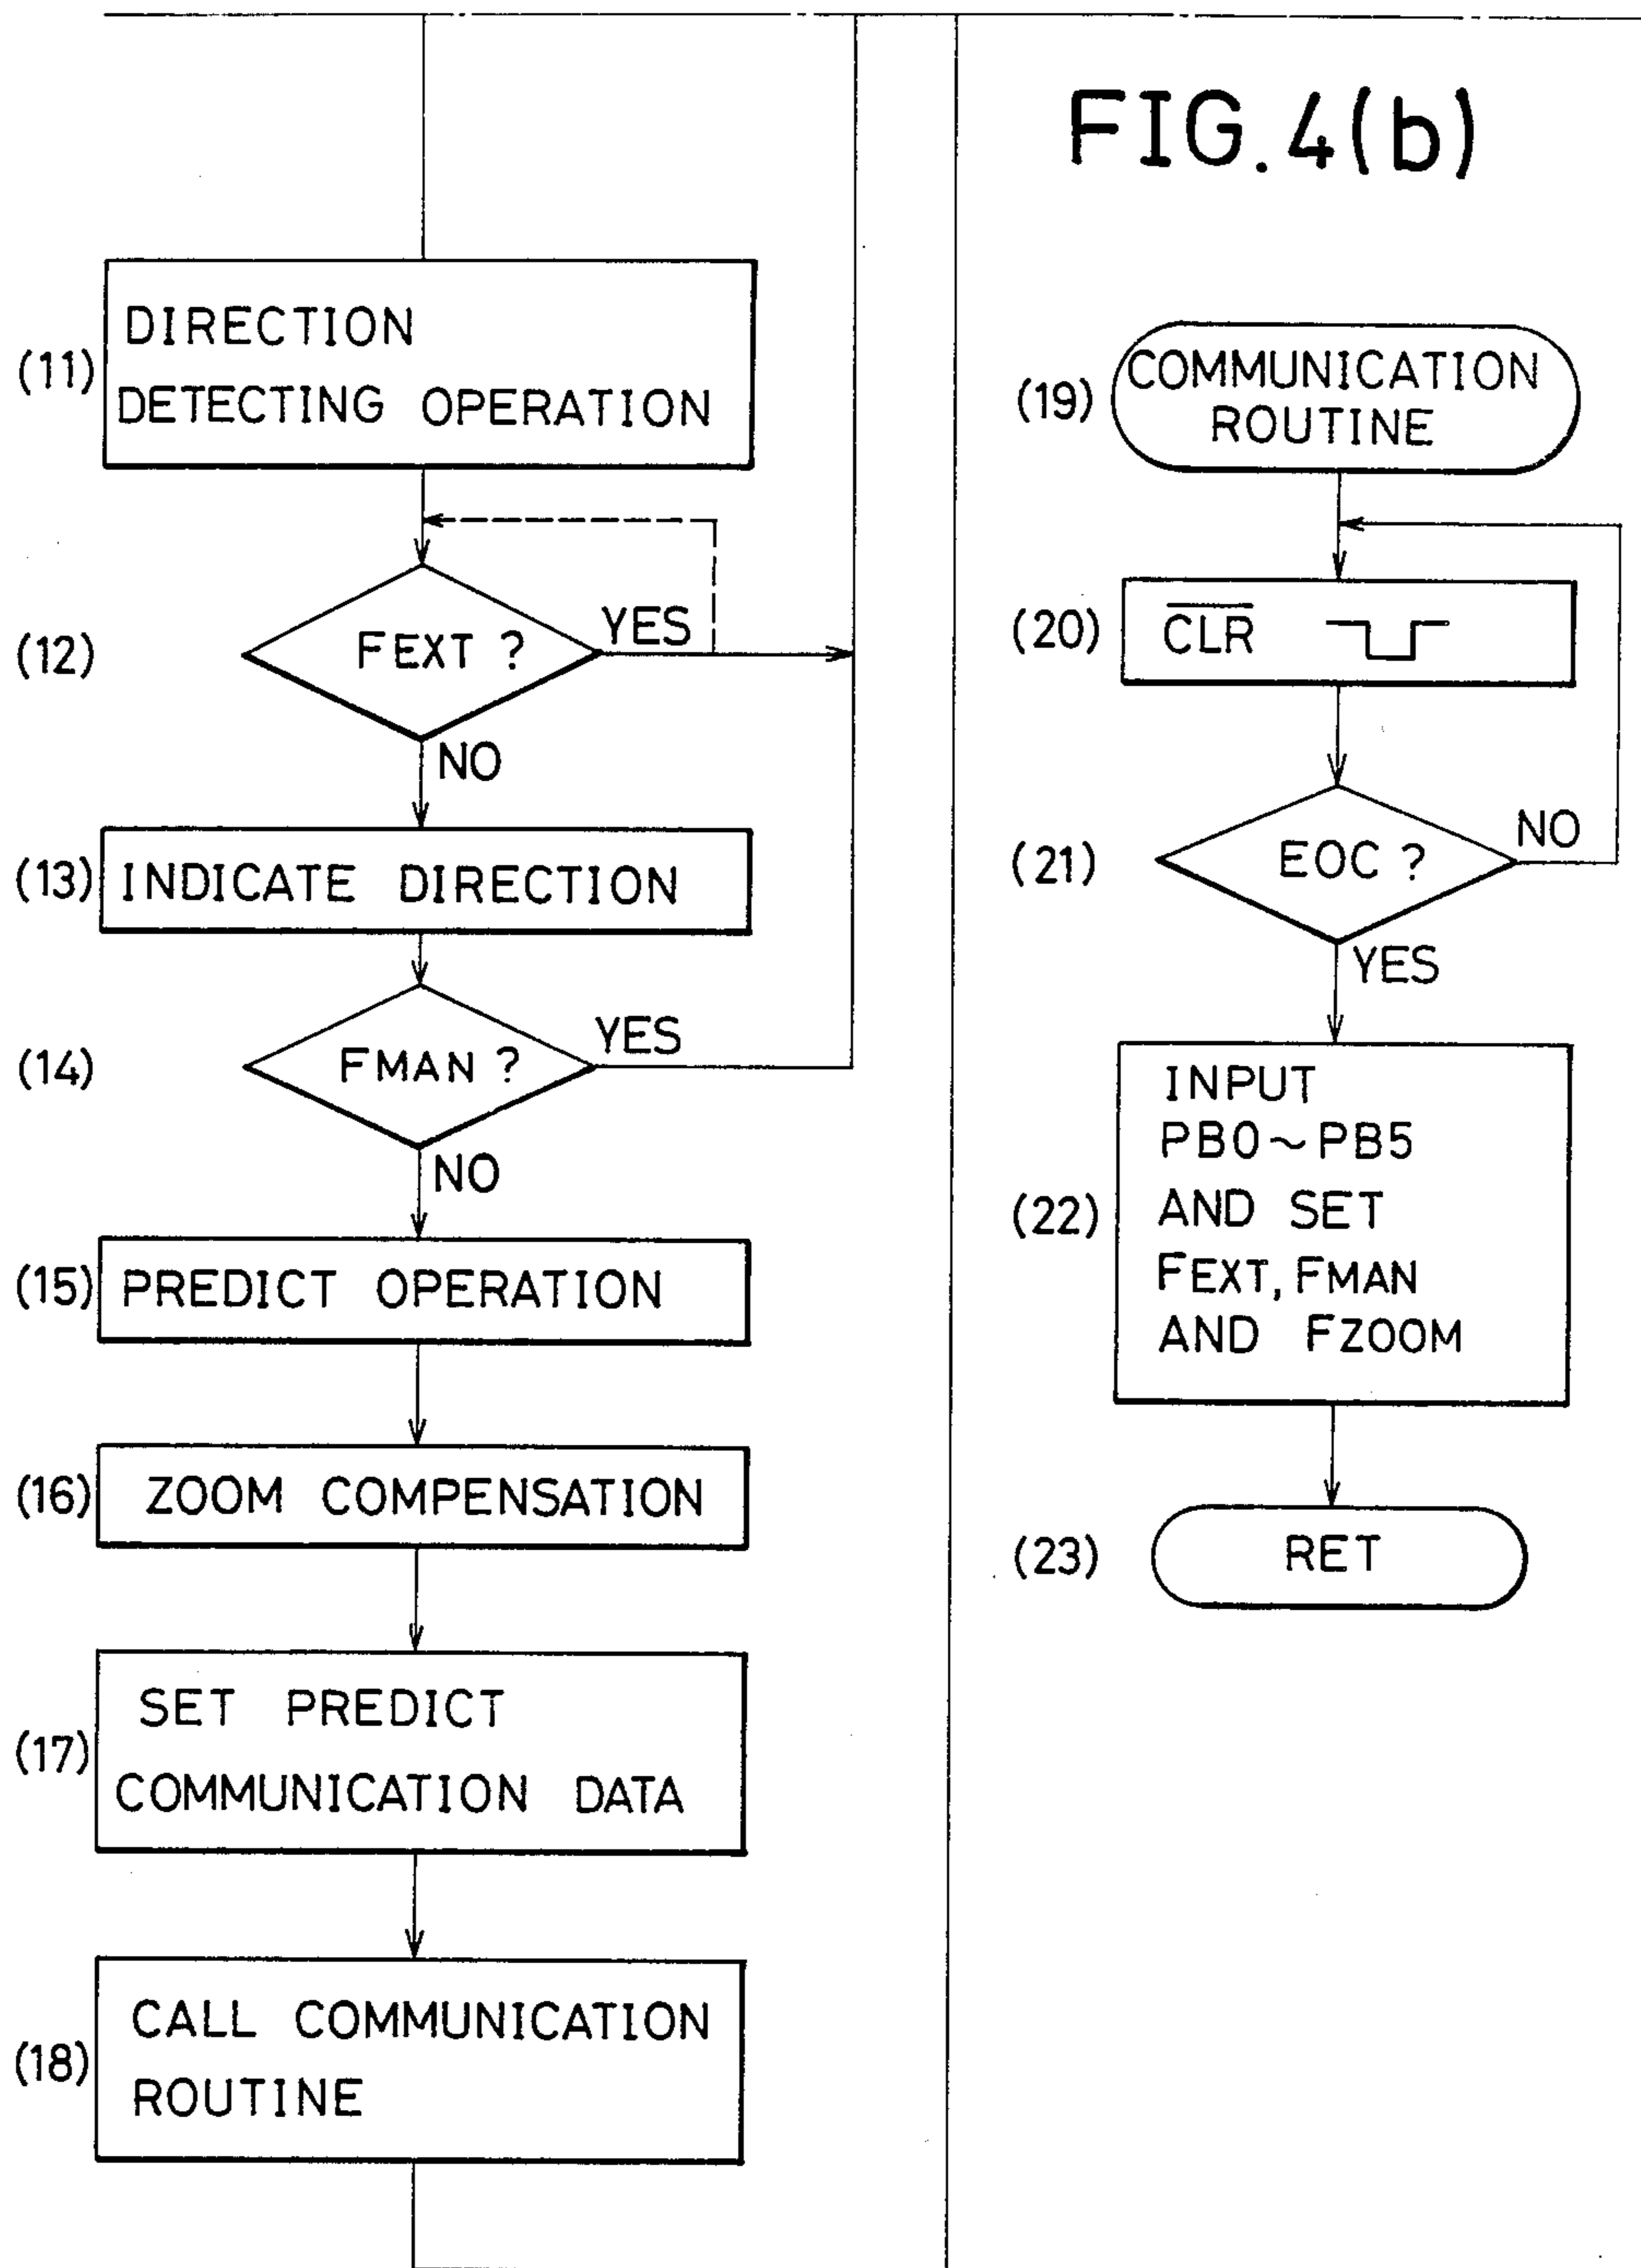 FIG. 4(b)
(11)
DIRECTION
DETECTING OPERATION
(12)
FEXT ?
YES
NO
(13)
INDICATE DIRECTION
(14)
FMAN ?
YES
NO
(15)
PREDICT OPERATION
(16)
ZOOM COMPENSATION
(17)
SET PREDICT
COMMUNICATION DATA
(18)
CALL COMMUNICATION
ROUTINE
(19)
COMMUNICATION
ROUTINE
(20)
C̅L̅R̅
(21)
EOC ?
NO
YES
(22)
INPUT
PB0~PB5
AND SET
FEXT, FMAN
AND FZOOM
(23)
RET